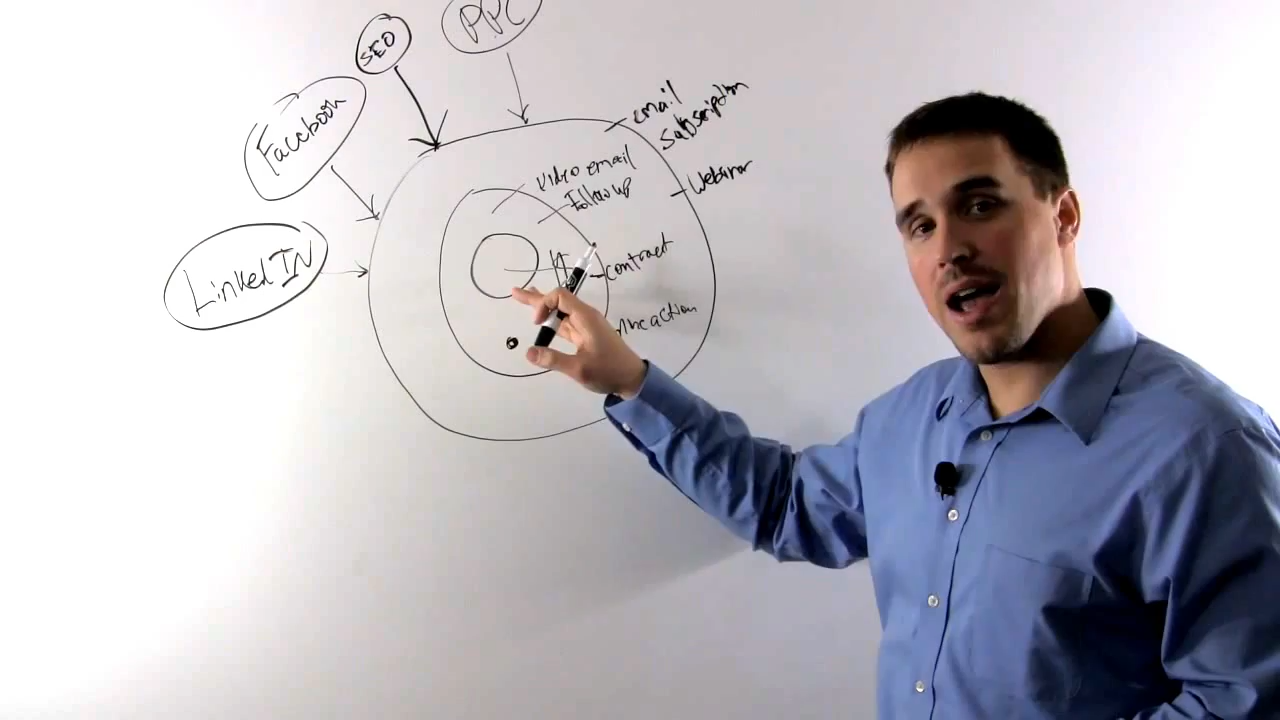 PPC
SEO
Facebook
LinkedIN
email
Subscription
Webinar
Video email
Follow up
contract